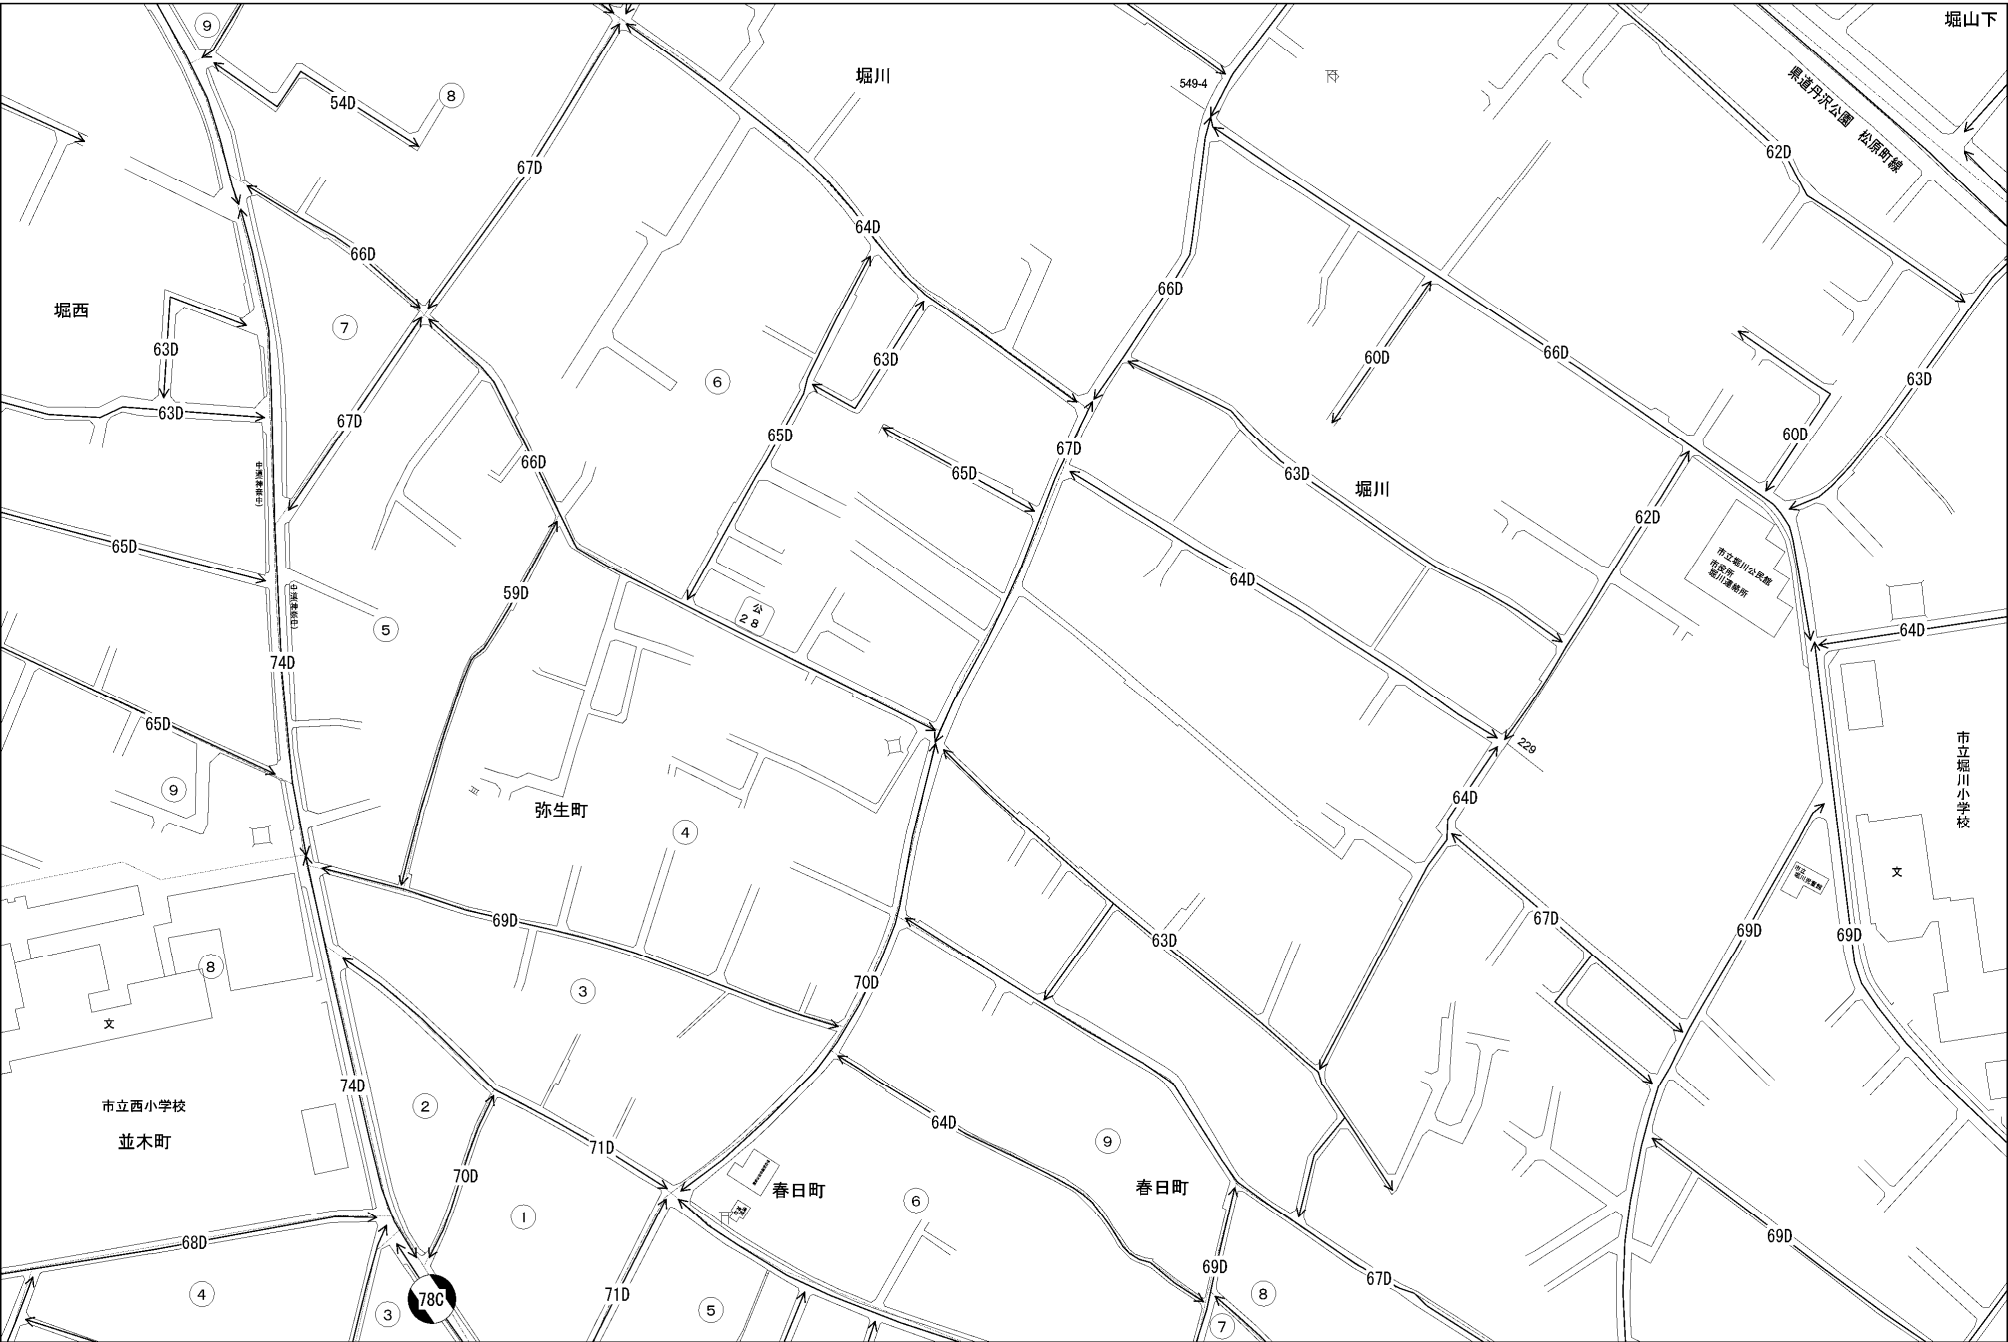 堀山下
⑨
堀川
549-4
県道丹沢公園 松原町線
54D
⑧
62D
67D
64D
66D
66D
堀西
⑦
63D
63D
60D
66D
63D
⑥
63D
67D
65D
60D
67D
66D
65D
63D
堀川
62D
65D
64D
市立堀川公民館
市役所
堀川連絡所
59D
公
28
⑤
64D
74D
65D
229
市立堀川小学校
⑨
弥生町
64D
④
文
69D
67D
69D
63D
69D
⑧
③
70D
文
74D
市立西小学校
②
並木町
64D
71D
⑨
70D
春日町
春日町
⑥
①
68D
69D
69D
67D
④
71D
78C
③
⑤
⑧
⑦